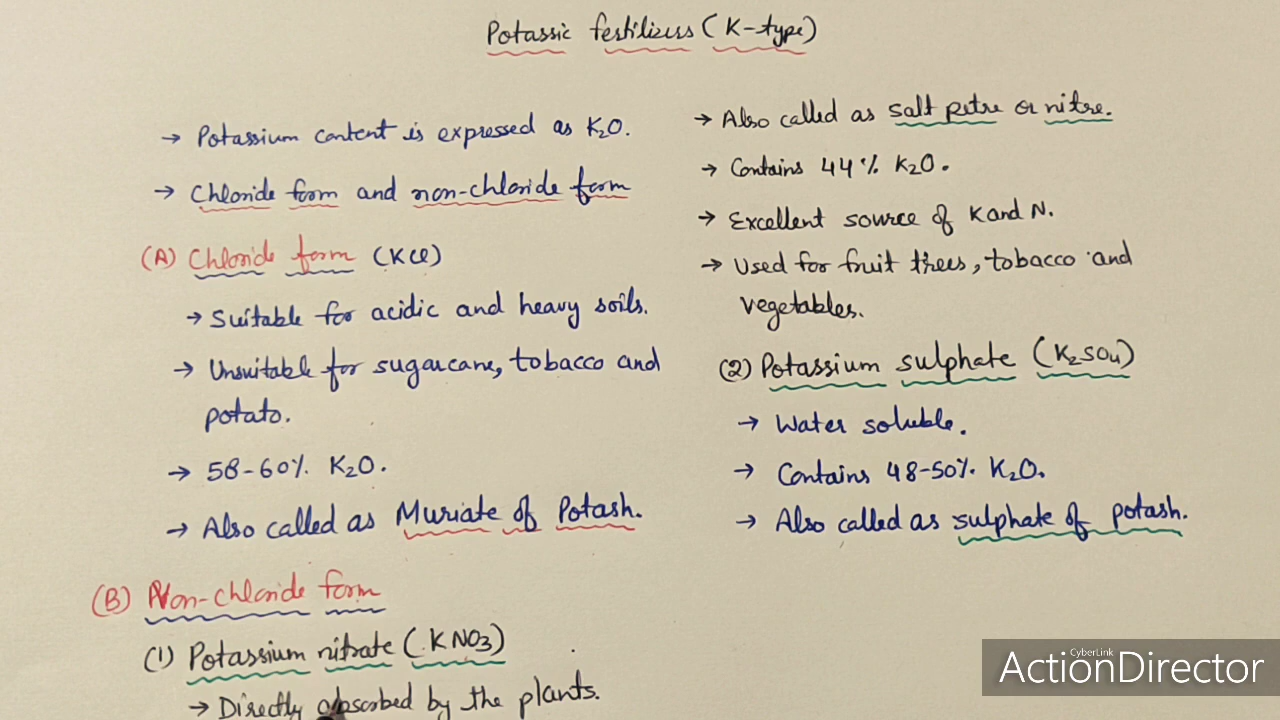 Potassic fertilizers (K-type)
→ Potassium content is expressed as K₂O.
→ Chloride form and non-chloride form
(A) Chloride form (KCl)
→ Suitable for acidic and heavy soils.
→ Unsuitable for sugarcane, tobacco and
potato.
→ 58-60% K₂O.
→ Also called as Muriate of Potash.
(B) Non-chloride form
(1) Potassium nitrate (KNO₃)
→ Directly absorbed by the plants.
→ Also called as salt petre or nitre.
→ Contains 44% K₂O.
→ Excellent source of K and N.
→ Used for fruit trees, tobacco and
vegetables.
(2) Potassium sulphate (K₂SO₄)
→ Water soluble.
→ Contains 48-50% K₂O.
→ Also called as sulphate of potash.
CyberLink
ActionDirector